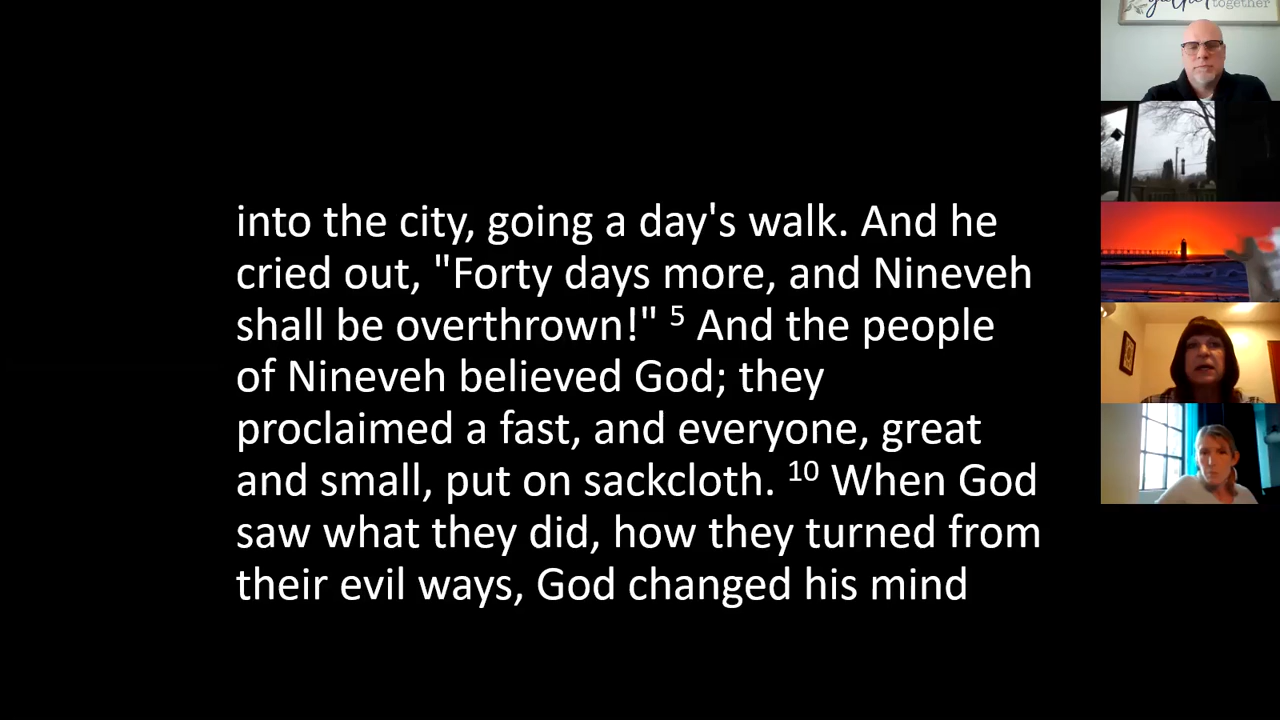 into the city, going a day's walk. And he
cried out, "Forty days more, and Nineveh
shall be overthrown!" 5 And the people
of Nineveh believed God; they
proclaimed a fast, and everyone, great
and small, put on sackcloth. 10 When God
saw what they did, how they turned from
their evil ways, God changed his mind
together